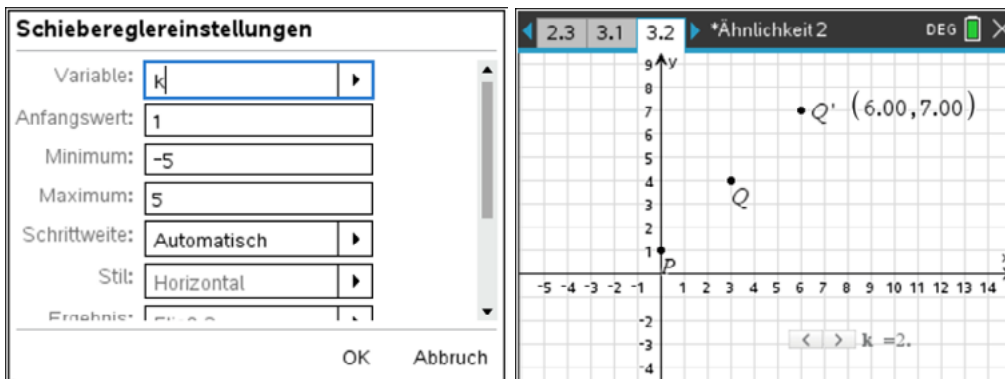 Schiebereglereinstellungen
Variable: k
Anfangswert: 1
Minimum: -5
Maximum: 5
Schrittweite: Automatisch
Stil: Horizontal
Ergebnis:
OK Abbruch
2.3 3.1 3.2 *Ähnlichkeit 2 DEG
9 y
8
7 Q' (6.00,7.00)
6
5
4
3 Q
2
1 P
-5 -4 -3 -2 -1 1 2 3 4 5 6 7 8 9 10 11 12 13 14
-2
-3 k =2.
-4